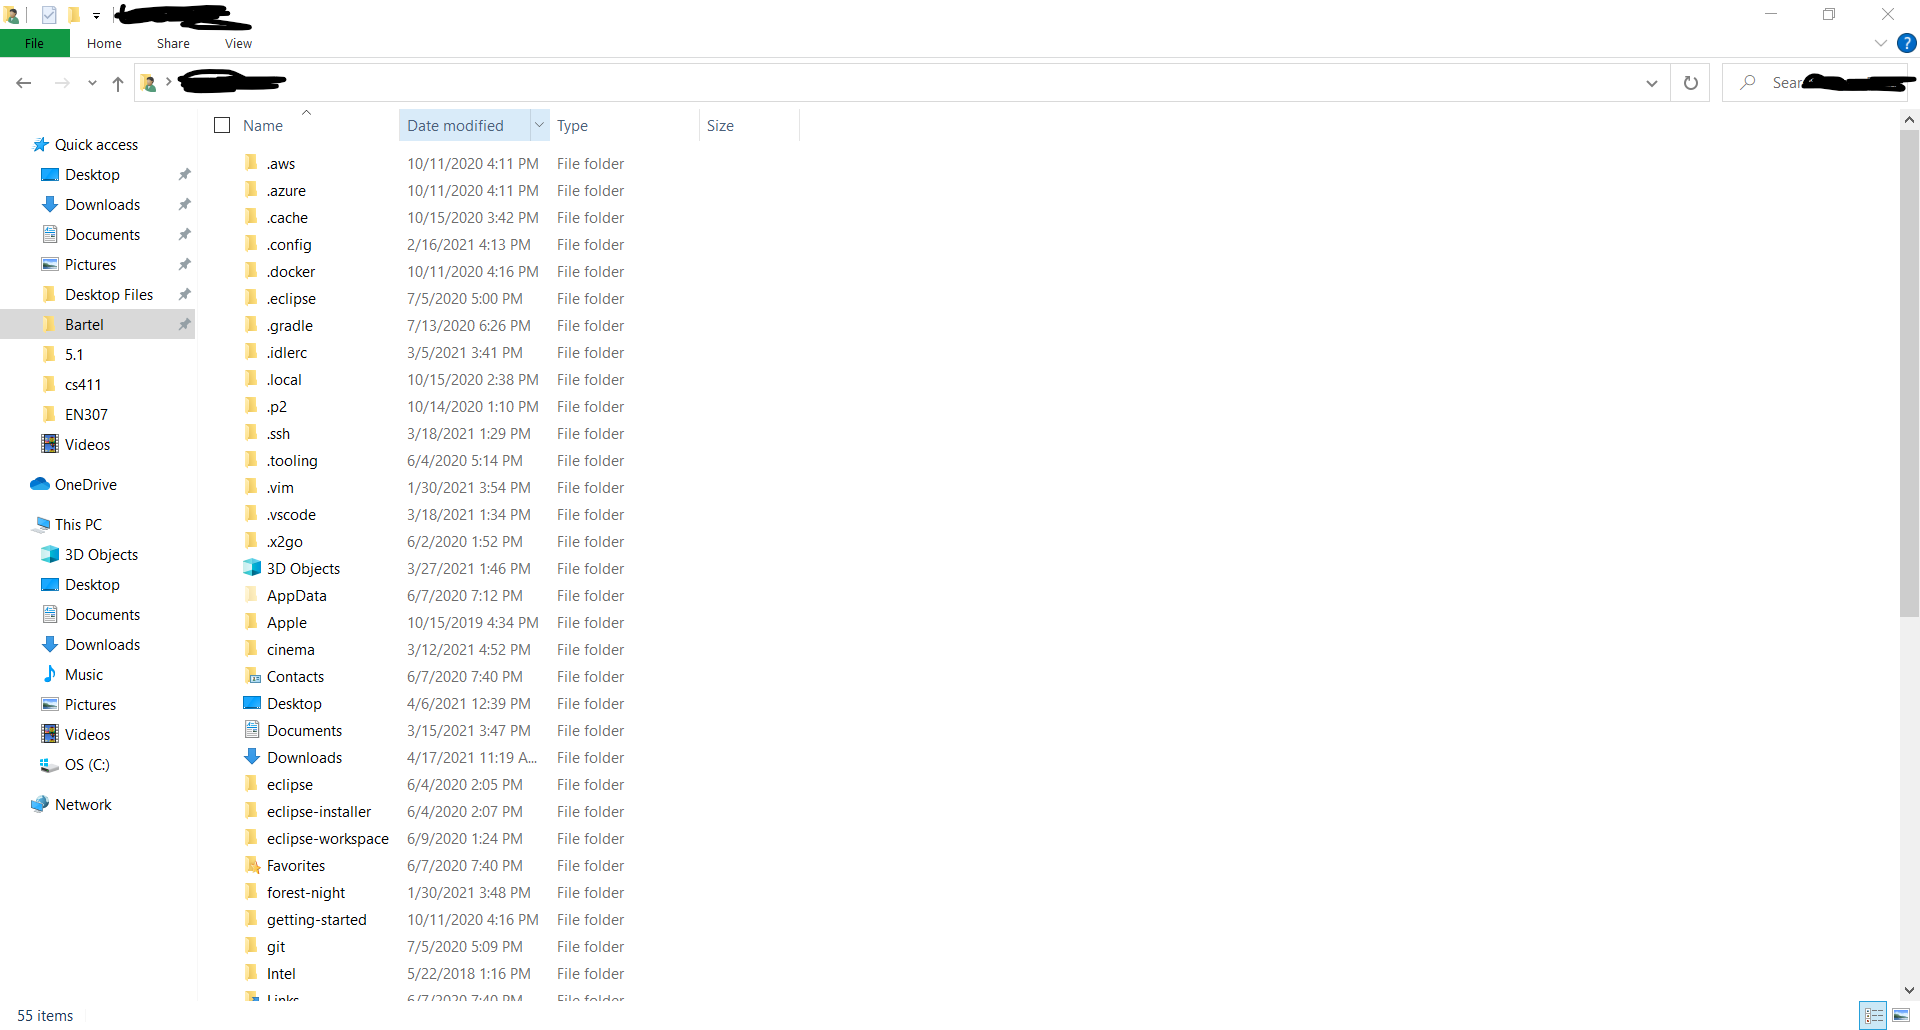 File Home Share View
Sear
Name Date modified Type Size
Quick access
Desktop
Downloads
Documents
Pictures
Desktop Files
Bartel
5.1
cs411
EN307
Videos
OneDrive
This PC
3D Objects
Desktop
Documents
Downloads
Music
Pictures
Videos
OS (C:)
Network
.aws 10/11/2020 4:11 PM File folder
.azure 10/11/2020 4:11 PM File folder
.cache 10/15/2020 3:42 PM File folder
.config 2/16/2021 4:13 PM File folder
.docker 10/11/2020 4:16 PM File folder
.eclipse 7/5/2020 5:00 PM File folder
.gradle 7/13/2020 6:26 PM File folder
.idlerc 3/5/2021 3:41 PM File folder
.local 10/15/2020 2:38 PM File folder
.p2 10/14/2020 1:10 PM File folder
.ssh 3/18/2021 1:29 PM File folder
.tooling 6/4/2020 5:14 PM File folder
.vim 1/30/2021 3:54 PM File folder
.vscode 3/18/2021 1:34 PM File folder
.x2go 6/2/2020 1:52 PM File folder
3D Objects 3/27/2021 1:46 PM File folder
AppData 6/7/2020 7:12 PM File folder
Apple 10/15/2019 4:34 PM File folder
cinema 3/12/2021 4:52 PM File folder
Contacts 6/7/2020 7:40 PM File folder
Desktop 4/6/2021 12:39 PM File folder
Documents 3/15/2021 3:47 PM File folder
Downloads 4/17/2021 11:19 A... File folder
eclipse 6/4/2020 2:05 PM File folder
eclipse-installer 6/4/2020 2:07 PM File folder
eclipse-workspace 6/9/2020 1:24 PM File folder
Favorites 6/7/2020 7:40 PM File folder
forest-night 1/30/2021 3:48 PM File folder
getting-started 10/11/2020 4:16 PM File folder
git 7/5/2020 5:09 PM File folder
Intel 5/22/2018 1:16 PM File folder
Links 6/7/2020 7:40 PM File folder
55 items